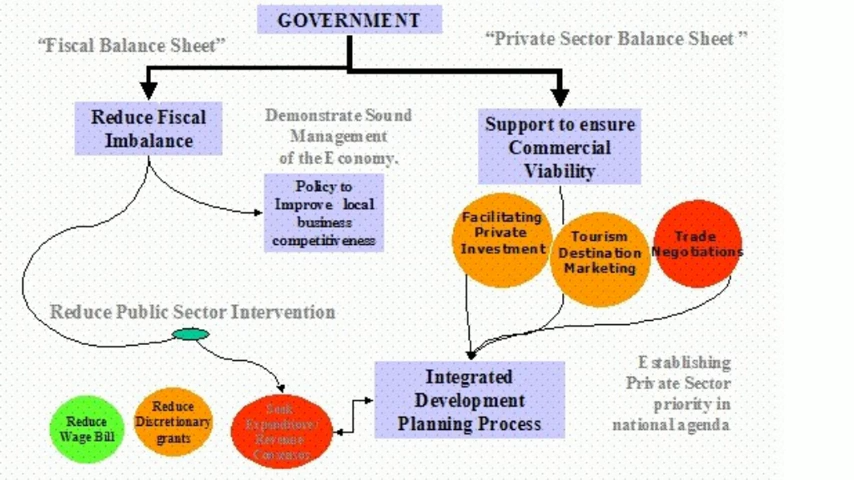 GOVERNMENT
“Fiscal Balance Sheet”
“Private Sector Balance Sheet ”
Reduce Fiscal
Imbalance
Demonstrate Sound
Management
of the Economy.
Support to ensure
Commercial
Viability
Policy to
Improve local
business
competitiveness
Facilitating
Private
Investment
Tourism
Destination
Marketing
Trade
Negotiations
Reduce Public Sector Intervention
Establishing
Private Sector
priority in
national agenda
Integrated
Development
Planning Process
Reduce
Wage Bill
Reduce
Discretionary
grants
Seek
Expenditure/
Revenue
Consensus